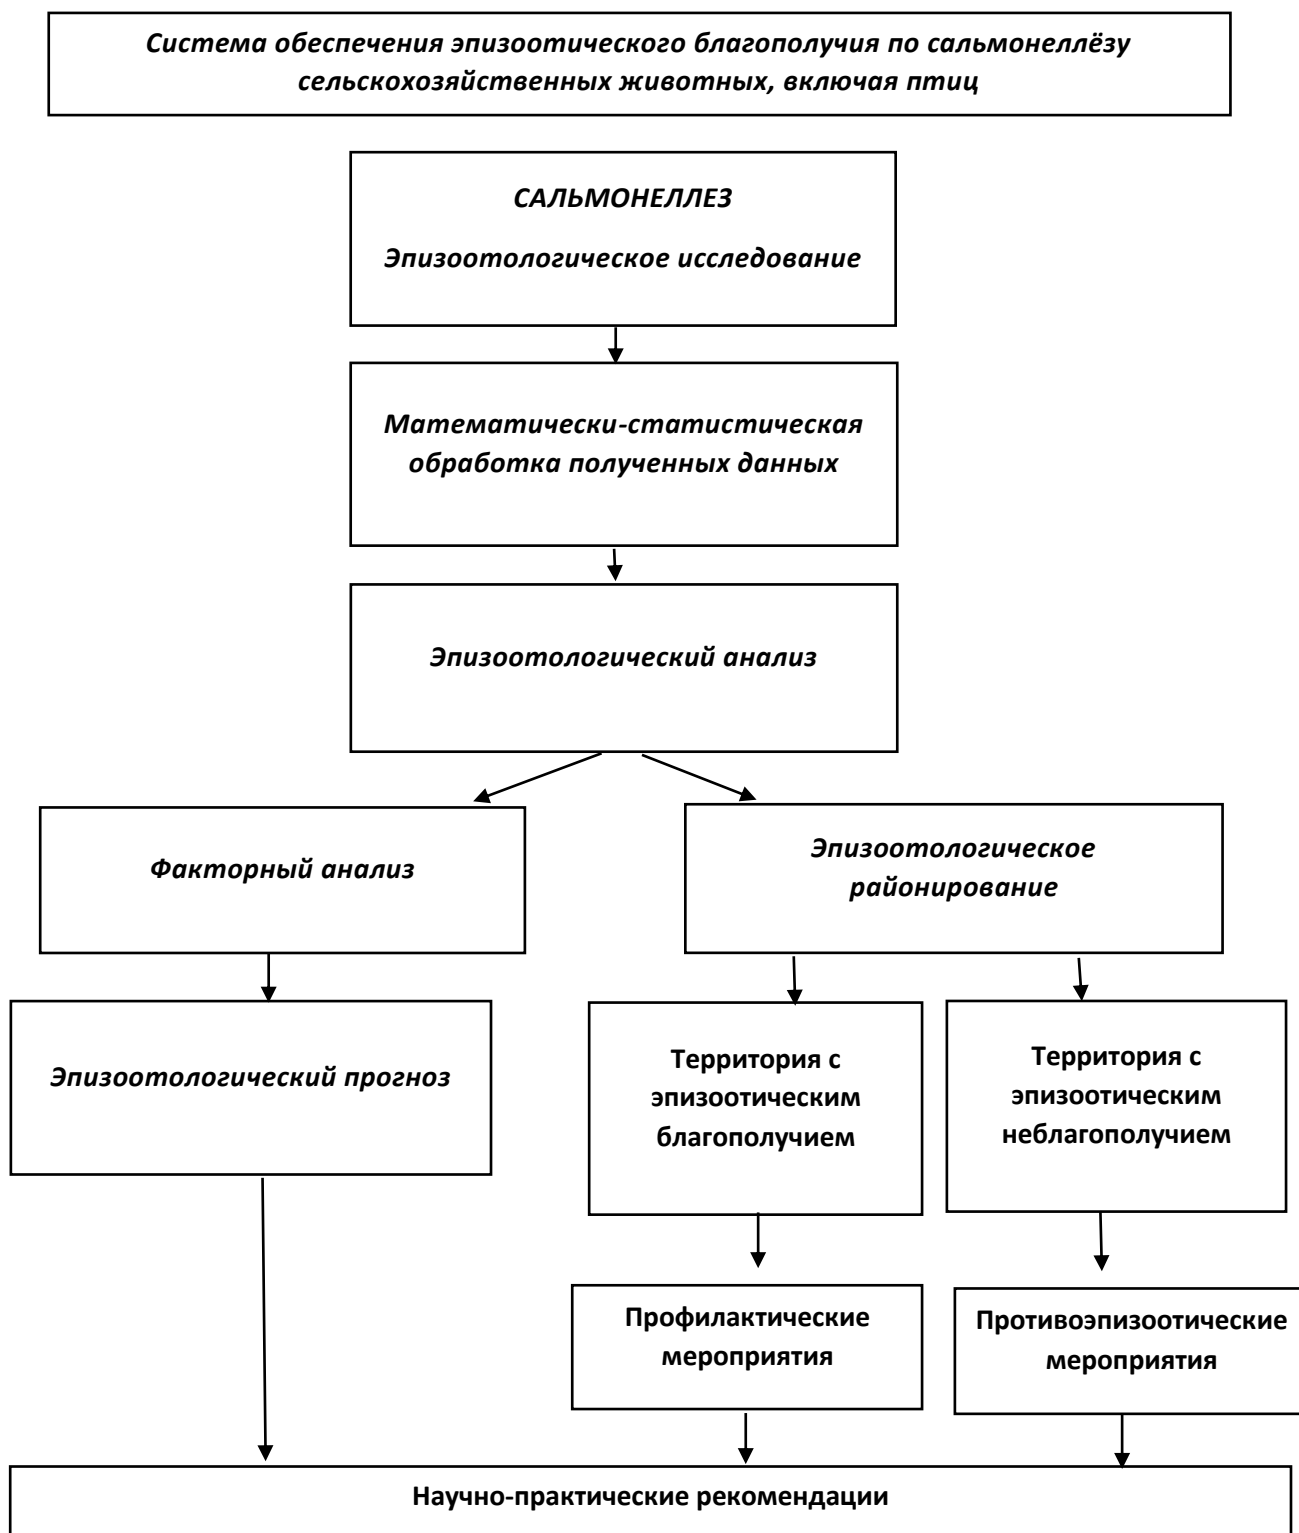 Система обеспечения эпизоотического благополучия по сальмонеллёзу
сельскохозяйственных животных, включая птиц
САЛЬМОНЕЛЛЕЗ
Эпизоотологическое исследование
Математически-статистическая
обработка полученных данных
Эпизоотологический анализ
Факторный анализ
Эпизоотологическое
районирование
Эпизоотологический прогноз
Территория с
эпизоотическим
благополучием
Территория с
эпизоотическим
неблагополучием
Профилактические
мероприятия
Противоэпизоотические
мероприятия
Научно-практические рекомендации